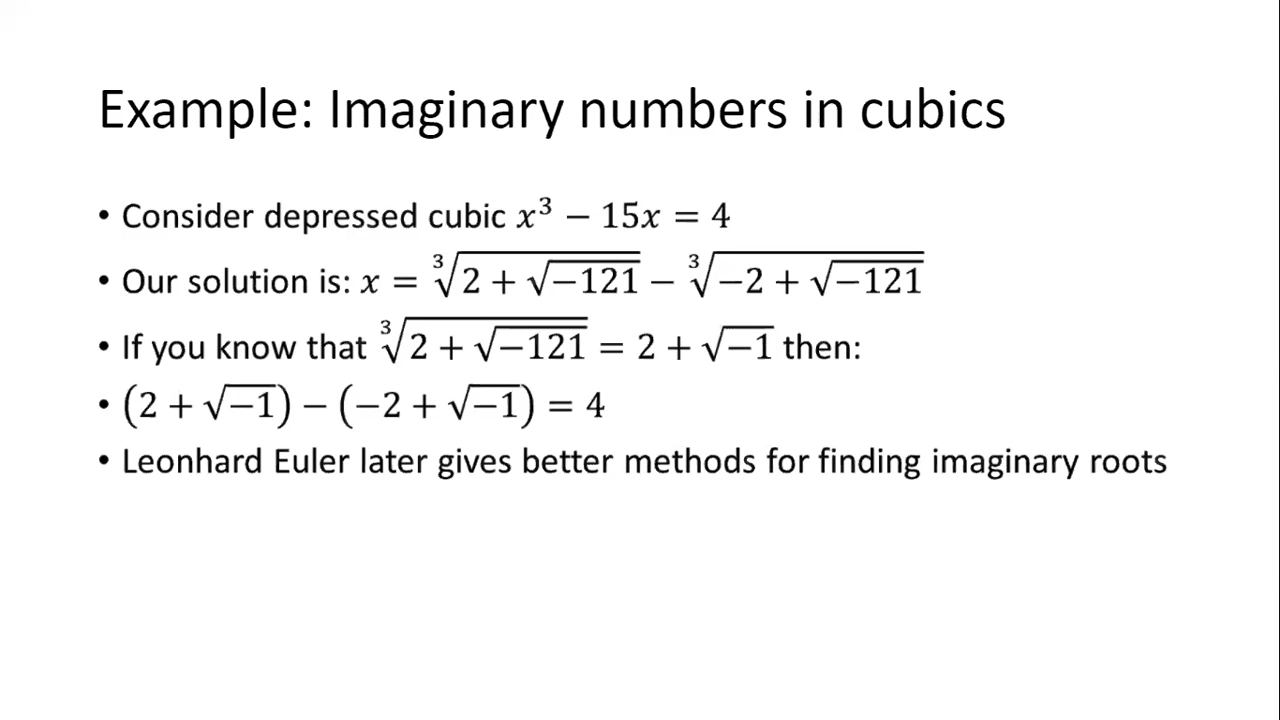 Example: Imaginary numbers in cubics
• Consider depressed cubic 𝑥³ − 15𝑥 = 4
• Our solution is: 𝑥 = ∛(2 + √−121) − ∛(−2 + √−121)
• If you know that ∛(2 + √−121) = 2 + √−1 then:
• (2 + √−1) − (−2 + √−1) = 4
• Leonhard Euler later gives better methods for finding imaginary roots